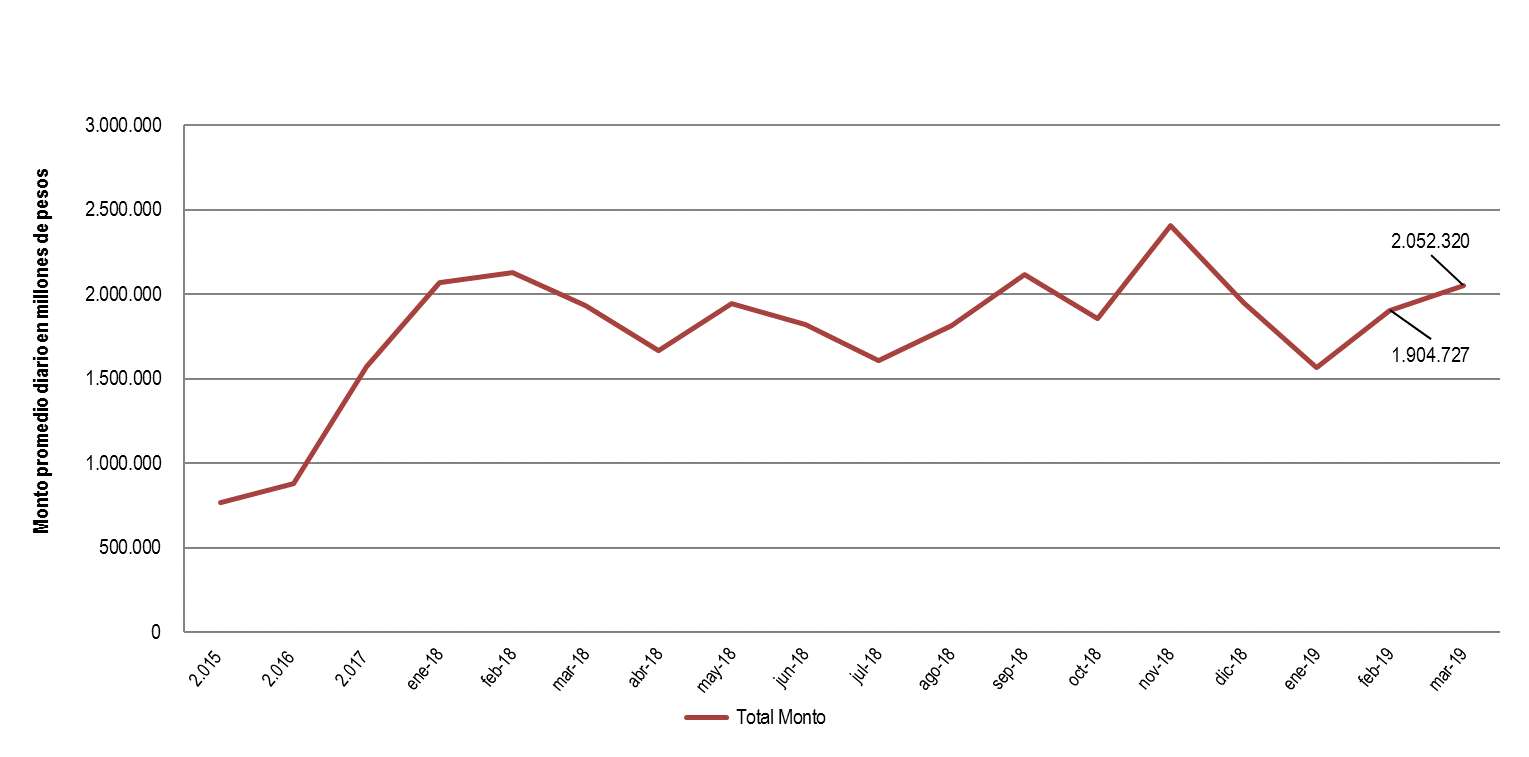 Monto promedio diario en millones de pesos
3.000.000
2.500.000
2.000.000
1.500.000
1.000.000
500.000
0
2.052.320
1.904.727
2.015
2.016
2.017
ene-18
feb-18
mar-18
abr-18
may-18
jun-18
jul-18
ago-18
sep-18
oct-18
nov-18
dic-18
ene-19
feb-19
mar-19
Total Monto